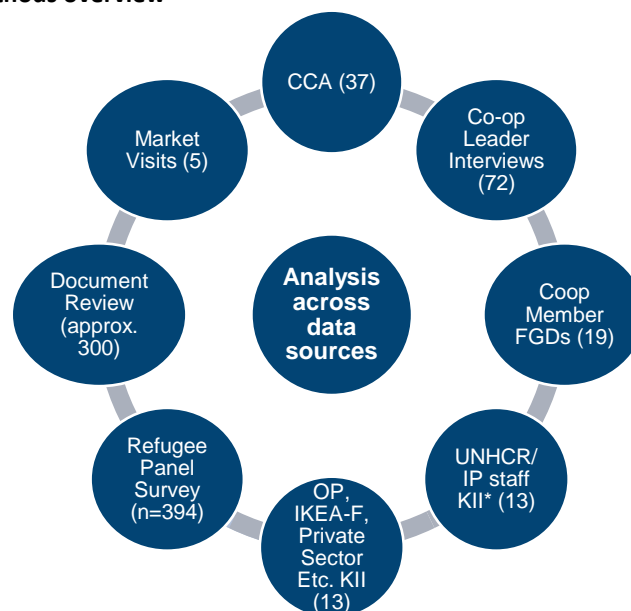 CCA (37)
Co-op
Leader
Interviews
(72)
Coop
Member
FGDs (19)
UNHCR/
IP staff
KII* (13)
OP,
IKEA-F,
Private
Sector
Etc. KII
(13)
Refugee
Panel
Survey
(n=394)
Document
Review
(approx.
300)
Market
Visits (5)
Analysis
across
data
sources